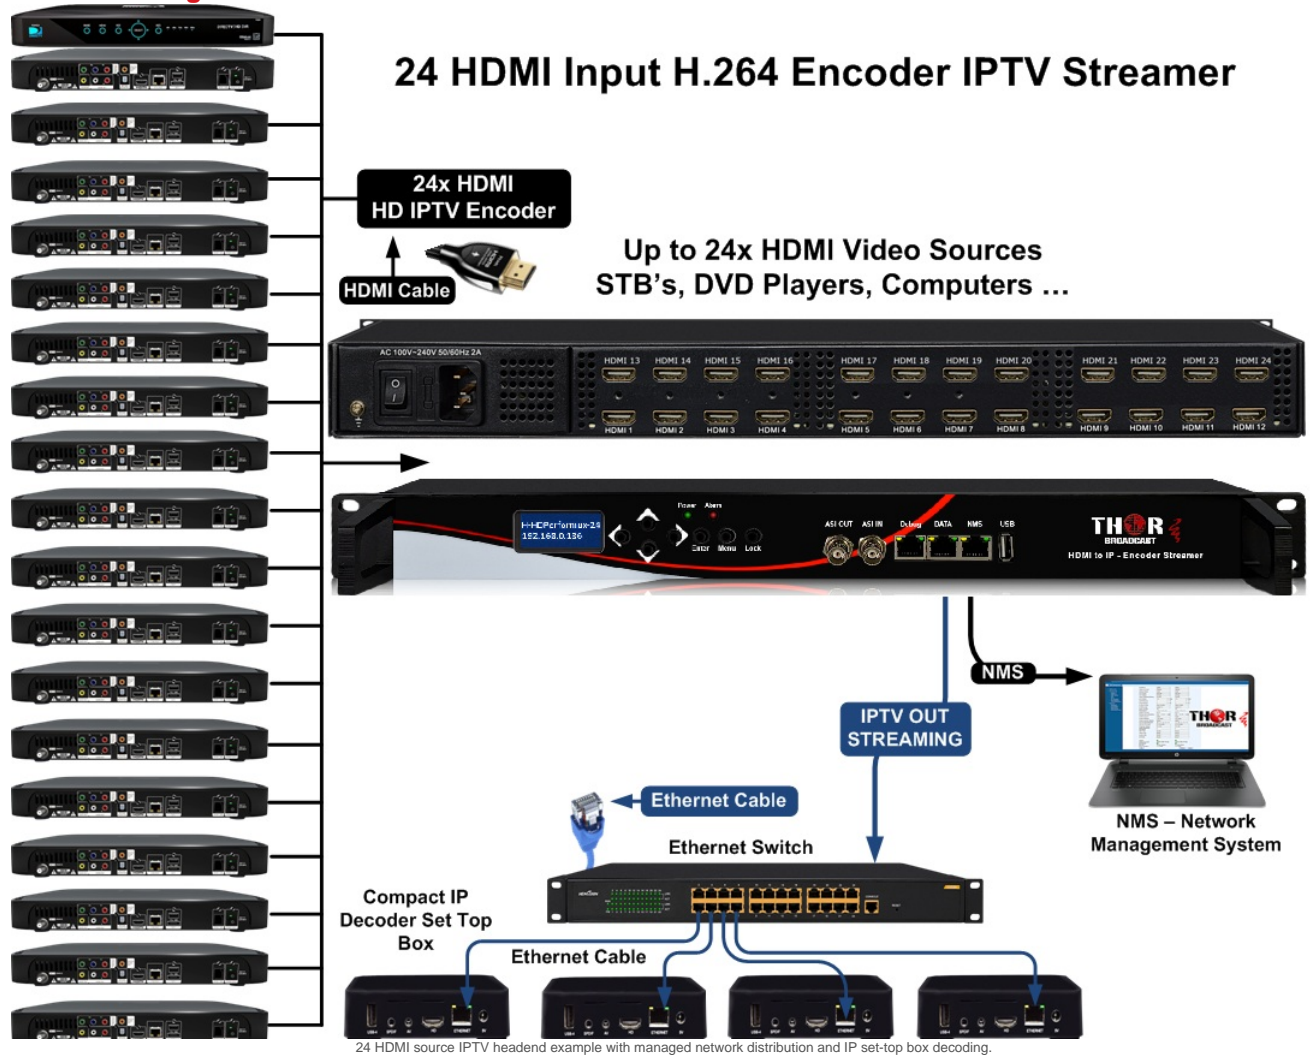 24 HDMI Input H.264 Encoder IPTV Streamer
24x HDMI
HD IPTV Encoder
HDMI Cable
Up to 24x HDMI Video Sources
STB's, DVD Players, Computers ...
AC 100V~240V 50/60Hz 2A
HDMI 13 HDMI 14 HDMI 15 HDMI 16 HDMI 17 HDMI 18 HDMI 19 HDMI 20 HDMI 21 HDMI 22 HDMI 23 HDMI 24
HDMI 1 HDMI 2 HDMI 3 HDMI 4 HDMI 5 HDMI 6 HDMI 7 HDMI 8 HDMI 9 HDMI 10 HDMI 11 HDMI 12
H-HDPerformux-24
192.168.0.136
Power Alarm
Enter Menu Lock
ASI OUT ASI IN Debug DATA NMS USB
THOR
BROADCAST
HDMI to IP - Encoder Streamer
NMS
IPTV OUT
STREAMING
THOR
BROADCAST
NMS – Network
Management System
Ethernet Cable
Ethernet Switch
Compact IP
Decoder Set Top
Box
Ethernet Cable
24 HDMI source IPTV headend example with managed network distribution and IP set-top box decoding.